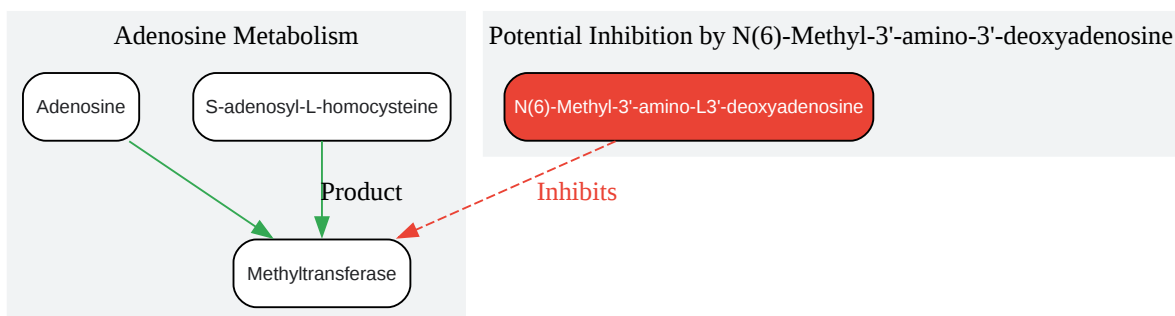 Adenosine Metabolism
Potential Inhibition by N(6)-Methyl-3'-amino-3'-deoxyadenosine
Adenosine
S-adenosyl-L-homocysteine
N(6)-Methyl-3'-amino-L3'-deoxyadenosine
Product
Inhibits
Methyltransferase